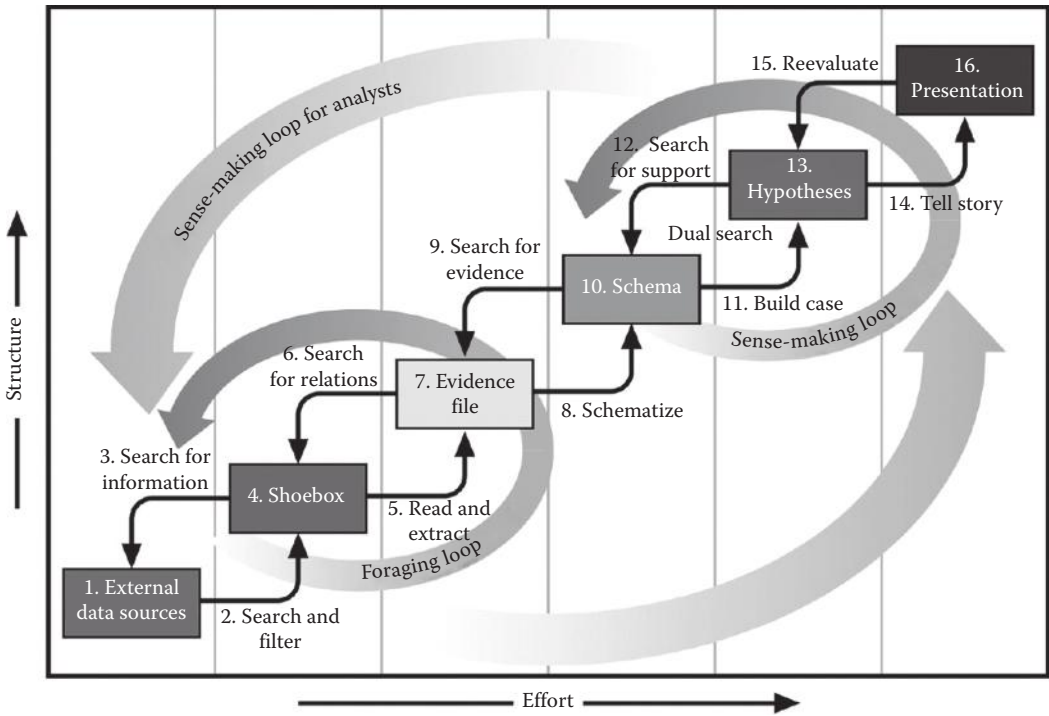 15. Reevaluate
16.
Presentation
Sense-making loop for analysts
12. Search
for support
13.
Hypotheses
14. Tell story
Dual search
9. Search for
evidence
10. Schema
11. Build case
Sense-making loop
6. Search
for relations
7. Evidence
file
8. Schematize
3. Search for
information
4. Shoebox
5. Read and
extract
Foraging loop
1. External
data sources
2. Search and
filter
Structure
Effort